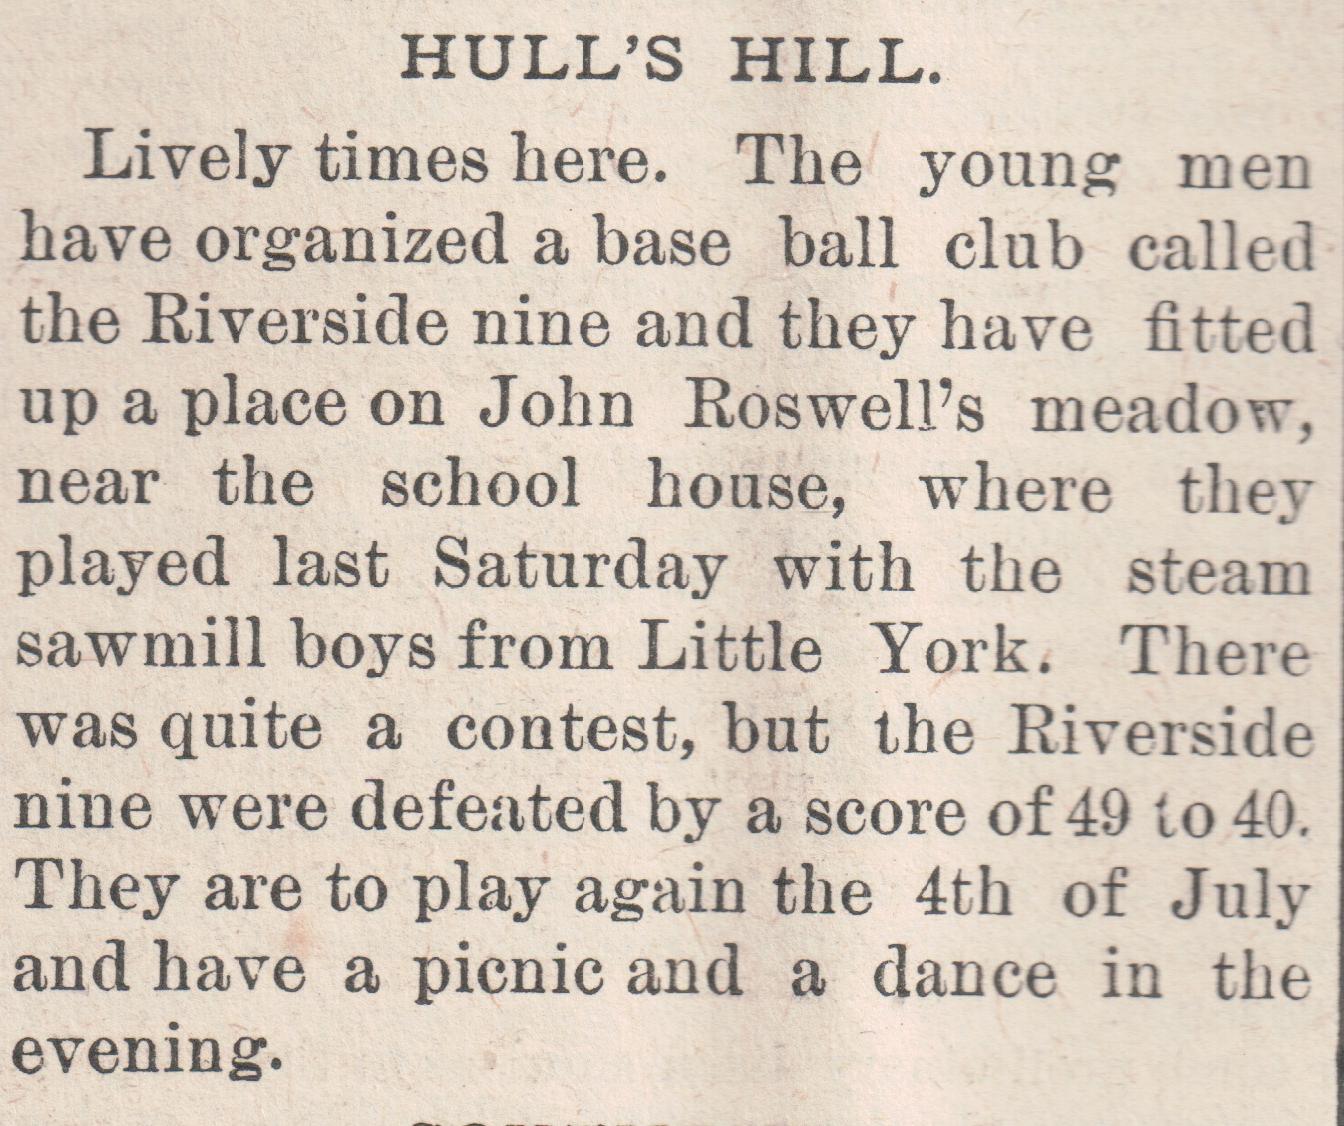 HULL'S HILL.
Lively times here. The young men
have organized a base ball club called
the Riverside nine and they have fitted
up a place on John Roswell's meadow,
near the school house, where they
played last Saturday with the steam
sawmill boys from Little York. There
was quite a contest, but the Riverside
nine were defeated by a score of 49 to 40.
They are to play again the 4th of July
and have a picnic and a dance in the
evening.